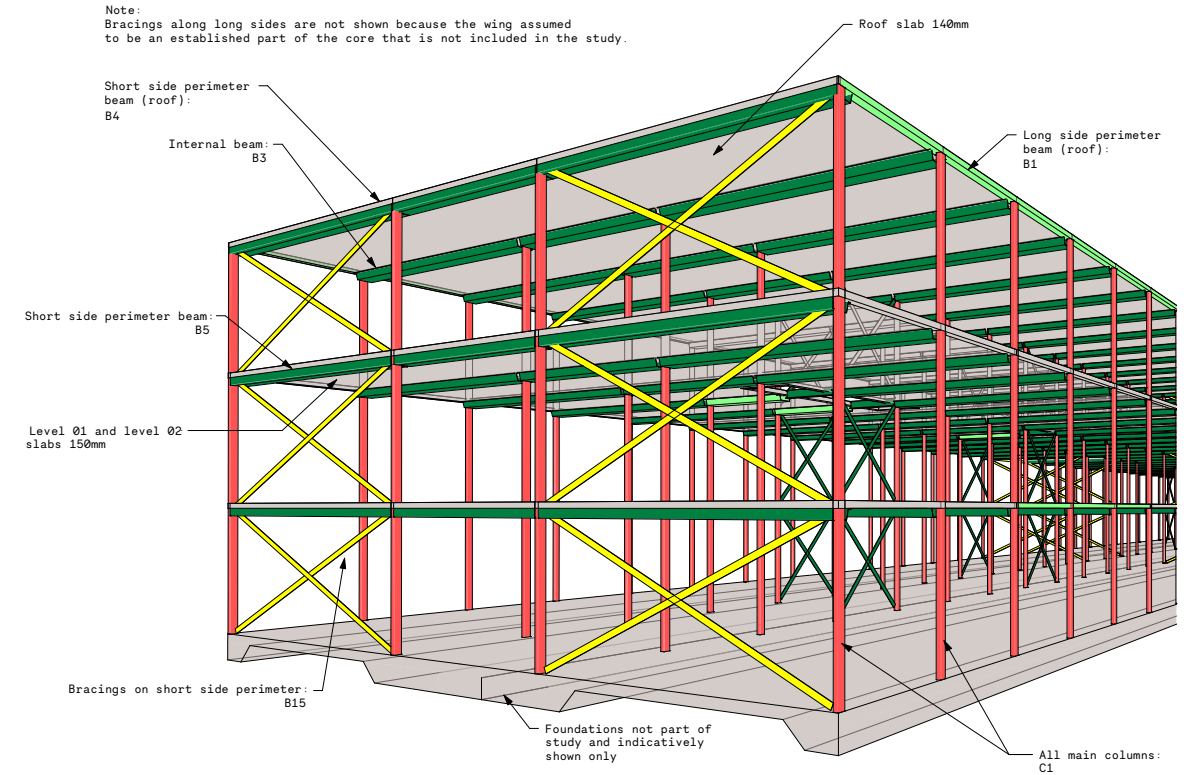 Note:
Bracings along long sides are not shown because the wing assumed
to be an established part of the core that is not included in the study.
Roof slab 140mm
Short side perimeter
beam (roof):
B4
Internal beam:
B3
Long side perimeter
beam (roof):
B1
Short side perimeter beam:
B5
Level 01 and level 02
slabs 150mm
Bracings on short side perimeter:
B15
Foundations not part of
study and indicatively
shown only
All main columns:
C1